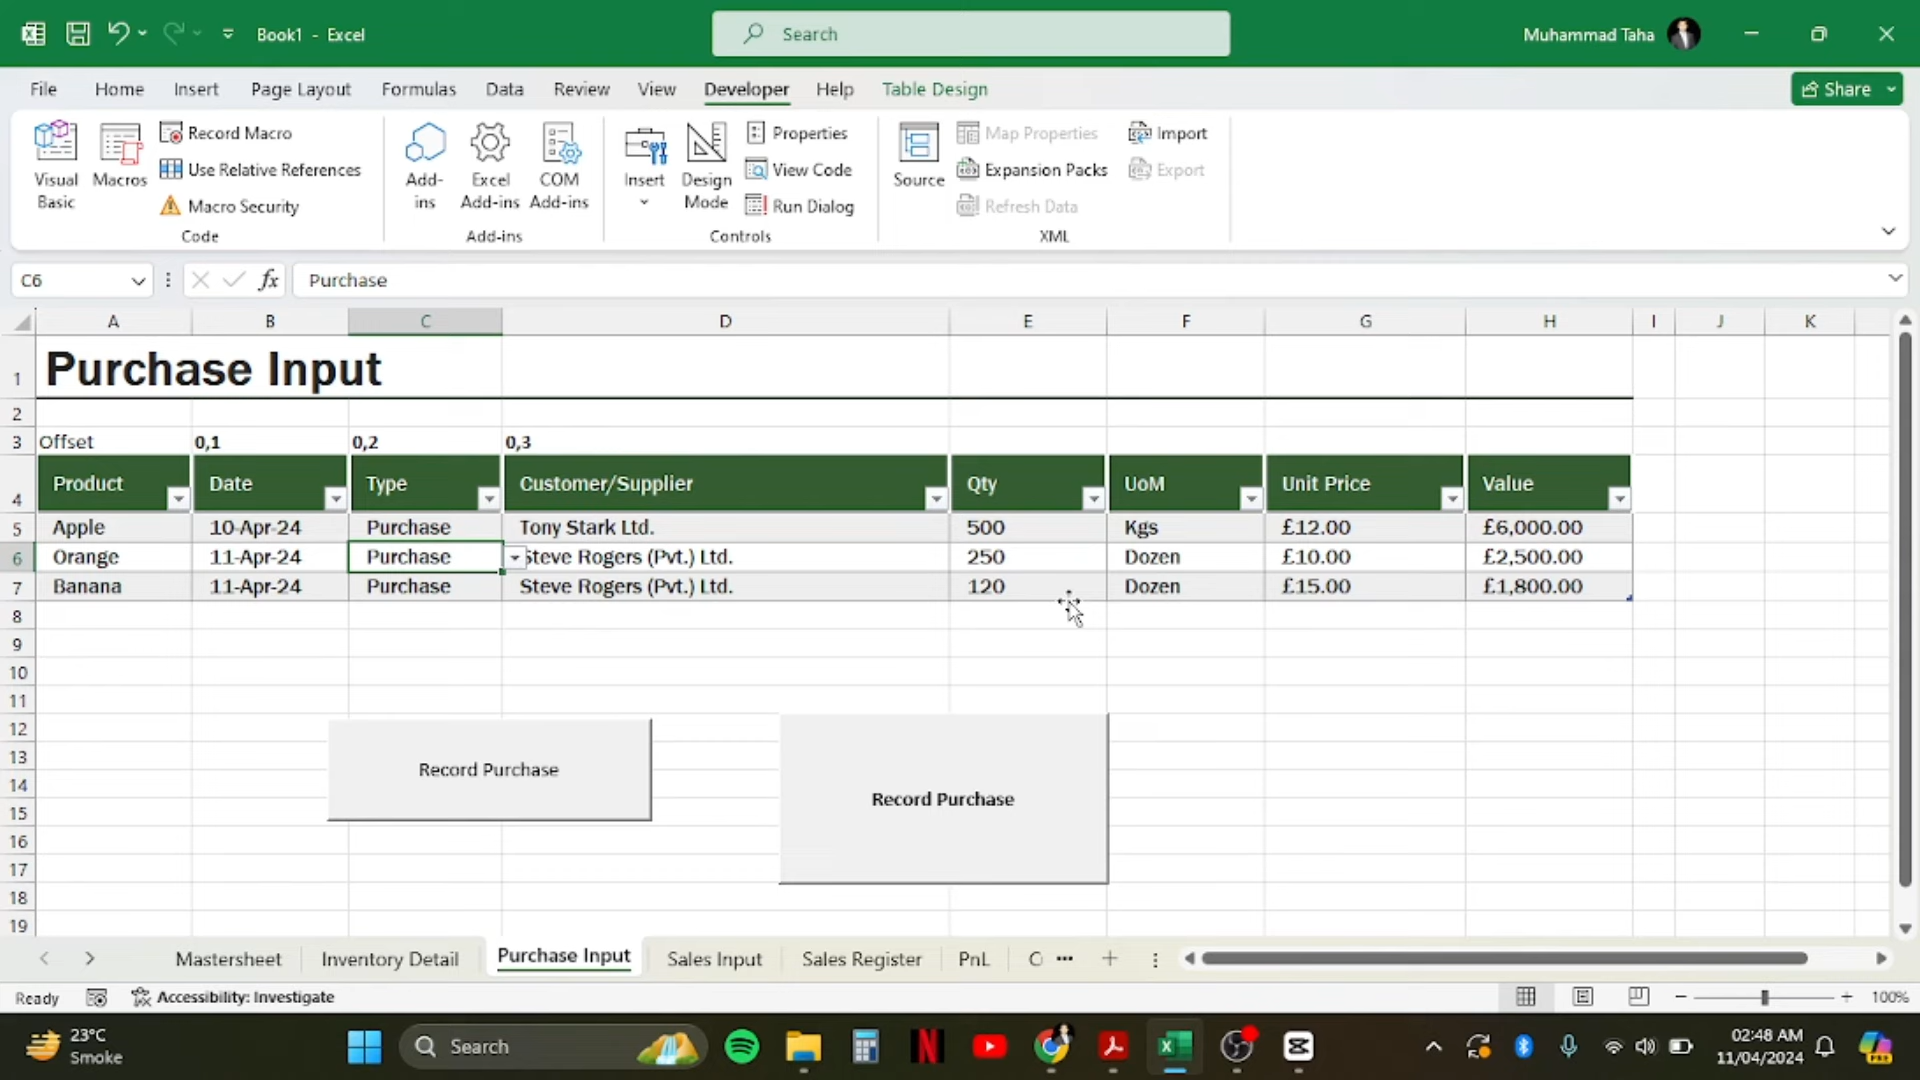 Book1 - Excel
Search
Muhammad Taha
File Home Insert Page Layout Formulas Data Review View Developer Help Table Design
Share
Visual Basic
Macros
Record Macro
Use Relative References
Macro Security
Code
Add-ins
Excel Add-ins
COM Add-ins
Add-ins
Insert
Design Mode
Properties
View Code
Run Dialog
Controls
Source
Map Properties
Expansion Packs
Refresh Data
Import
Export
XML
C6
fx
Purchase
A B C D E F G H I J K
1 Purchase Input
2
3 Offset 0,1 0,2 0,3
4 Product Date Type Customer/Supplier Qty UoM Unit Price Value
5 Apple 10-Apr-24 Purchase Tony Stark Ltd. 500 Kgs £12.00 £6,000.00
6 Orange 11-Apr-24 Purchase Steve Rogers (Pvt.) Ltd. 250 Dozen £10.00 £2,500.00
7 Banana 11-Apr-24 Purchase Steve Rogers (Pvt.) Ltd. 120 Dozen £15.00 £1,800.00
8
9
10
11
12
13
14
15
16
17
18
19
Record Purchase
Record Purchase
Mastersheet Inventory Detail Purchase Input Sales Input Sales Register PnL
Ready
Accessibility: Investigate
100%
23°C
Smoke
Search
02:48 AM
11/04/2024